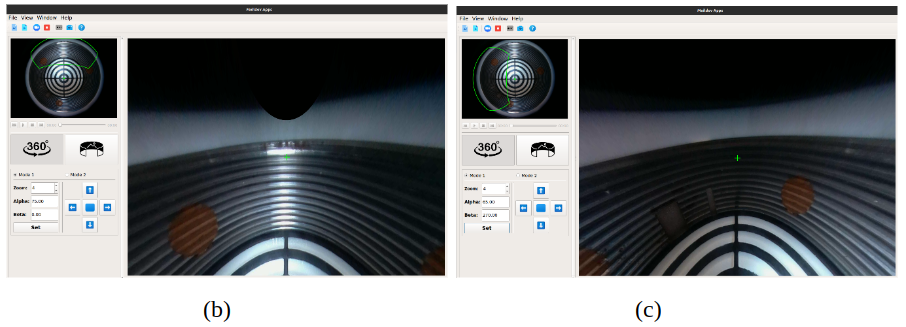 Moildev Apps
File View Window Help
360°
Mode 1 Mode 2
Zoom: 4
Alpha: 75.00
Beta: 0.00
Set
(b)
Moildev Apps
File View Window Help
360°
Mode 1 Mode 2
Zoom: 4
Alpha: 65.00
Beta: 270.00
Set
(c)